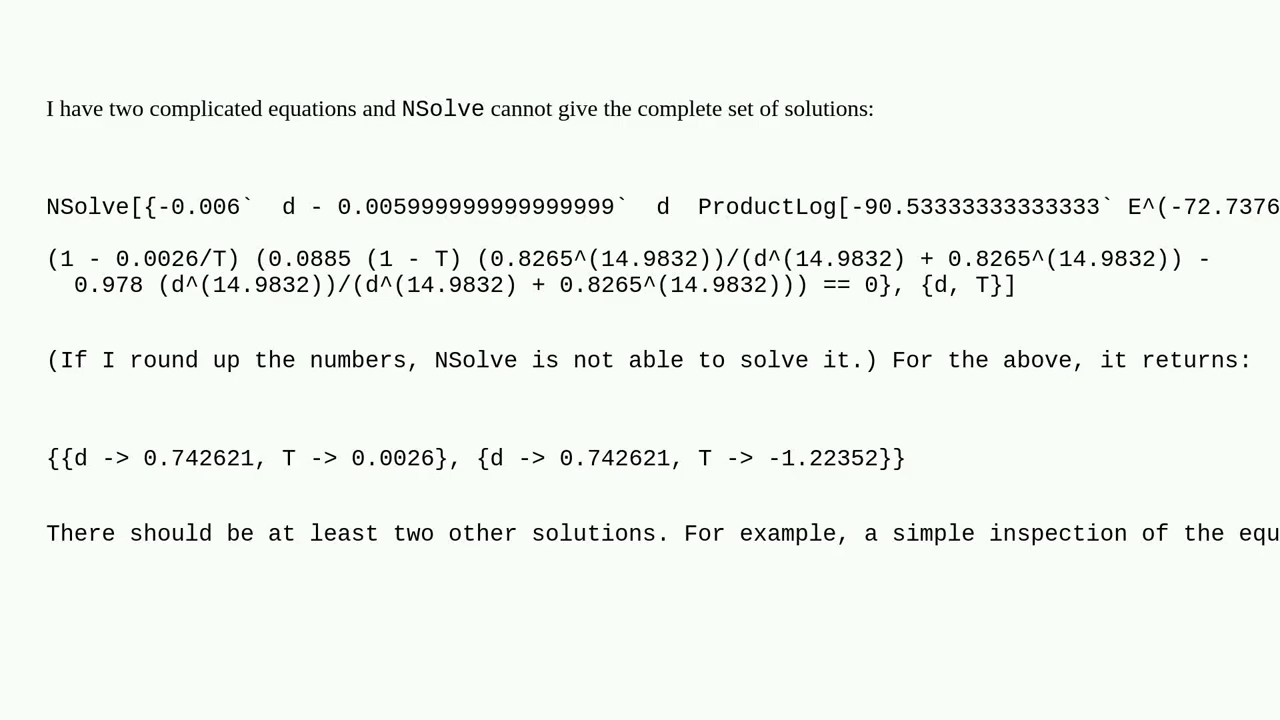 I have two complicated equations and NSolve cannot give the complete set of solutions:
NSolve[{-0.006`  d - 0.005999999999999999`  d  ProductLog[-90.53333333333333` E^(-72.7376
(1 - 0.0026/T) (0.0885 (1 - T) (0.8265^(14.9832))/(d^(14.9832) + 0.8265^(14.9832)) -
0.978 (d^(14.9832))/(d^(14.9832) + 0.8265^(14.9832))) == 0}, {d, T}]
(If I round up the numbers, NSolve is not able to solve it.) For the above, it returns:
{{d -> 0.742621, T -> 0.0026}, {d -> 0.742621, T -> -1.22352}}
There should be at least two other solutions. For example, a simple inspection of the equ